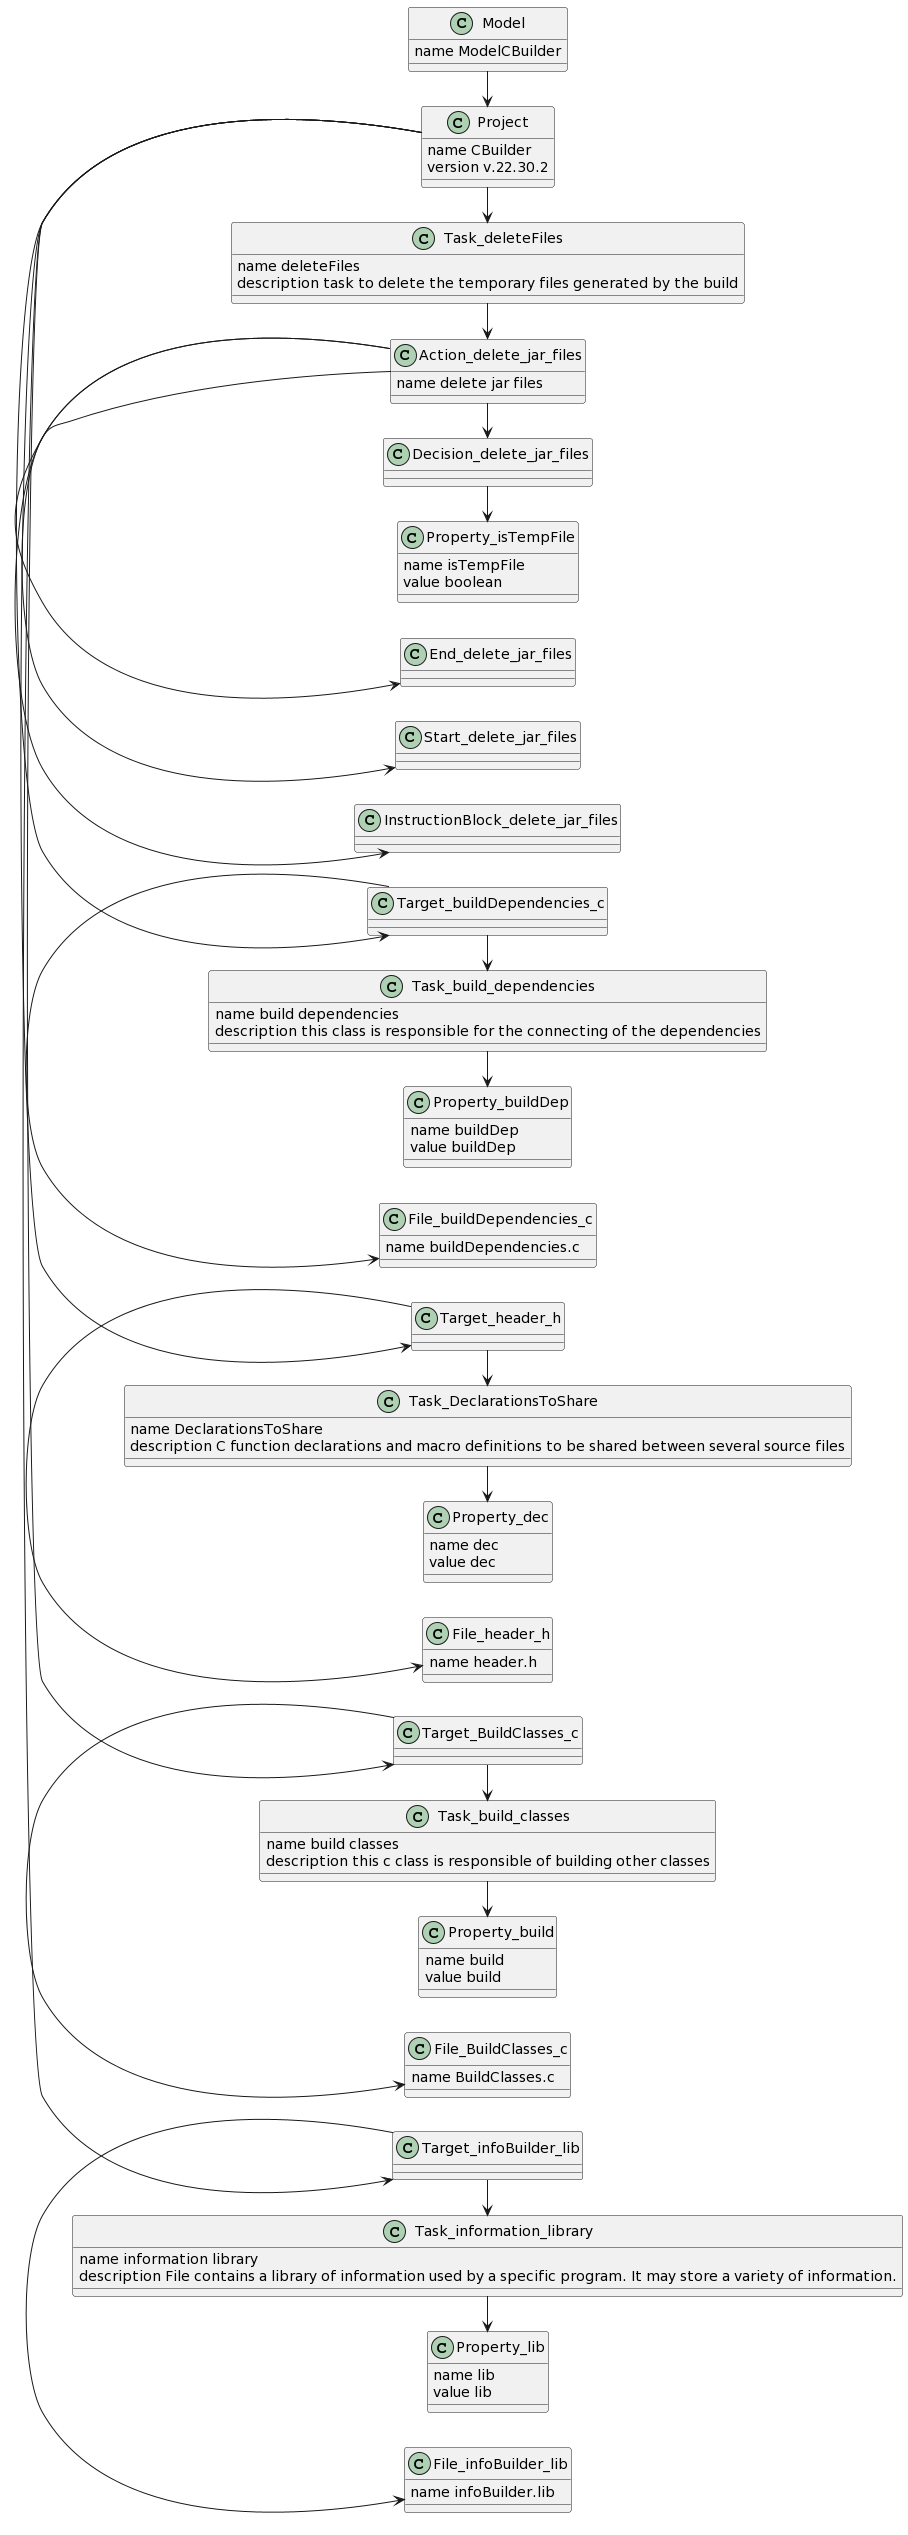 C Model
name ModelCBuilder
C Project
name CBuilder
version v.22.30.2
C Task_deleteFiles
name deleteFiles
description task to delete the temporary files generated by the build
C Action_delete_jar_files
name delete jar files
C Decision_delete_jar_files
C Property_isTempFile
name isTempFile
value boolean
C End_delete_jar_files
C Start_delete_jar_files
C InstructionBlock_delete_jar_files
C Target_buildDependencies_c
C Task_build_dependencies
name build dependencies
description this class is responsible for the connecting of the dependencies
C Property_buildDep
name buildDep
value buildDep
C File_buildDependencies_c
name buildDependencies.c
C Target_header_h
C Task_DeclarationsToShare
name DeclarationsToShare
description C function declarations and macro definitions to be shared between several source files
C Property_dec
name dec
value dec
C File_header_h
name header.h
C Target_BuildClasses_c
C Task_build_classes
name build classes
description this c class is responsible of building other classes
C Property_build
name build
value build
C File_BuildClasses_c
name BuildClasses.c
C Target_infoBuilder_lib
C Task_information_library
name information library
description File contains a library of information used by a specific program. It may store a variety of information.
C Property_lib
name lib
value lib
C File_infoBuilder_lib
name infoBuilder.lib